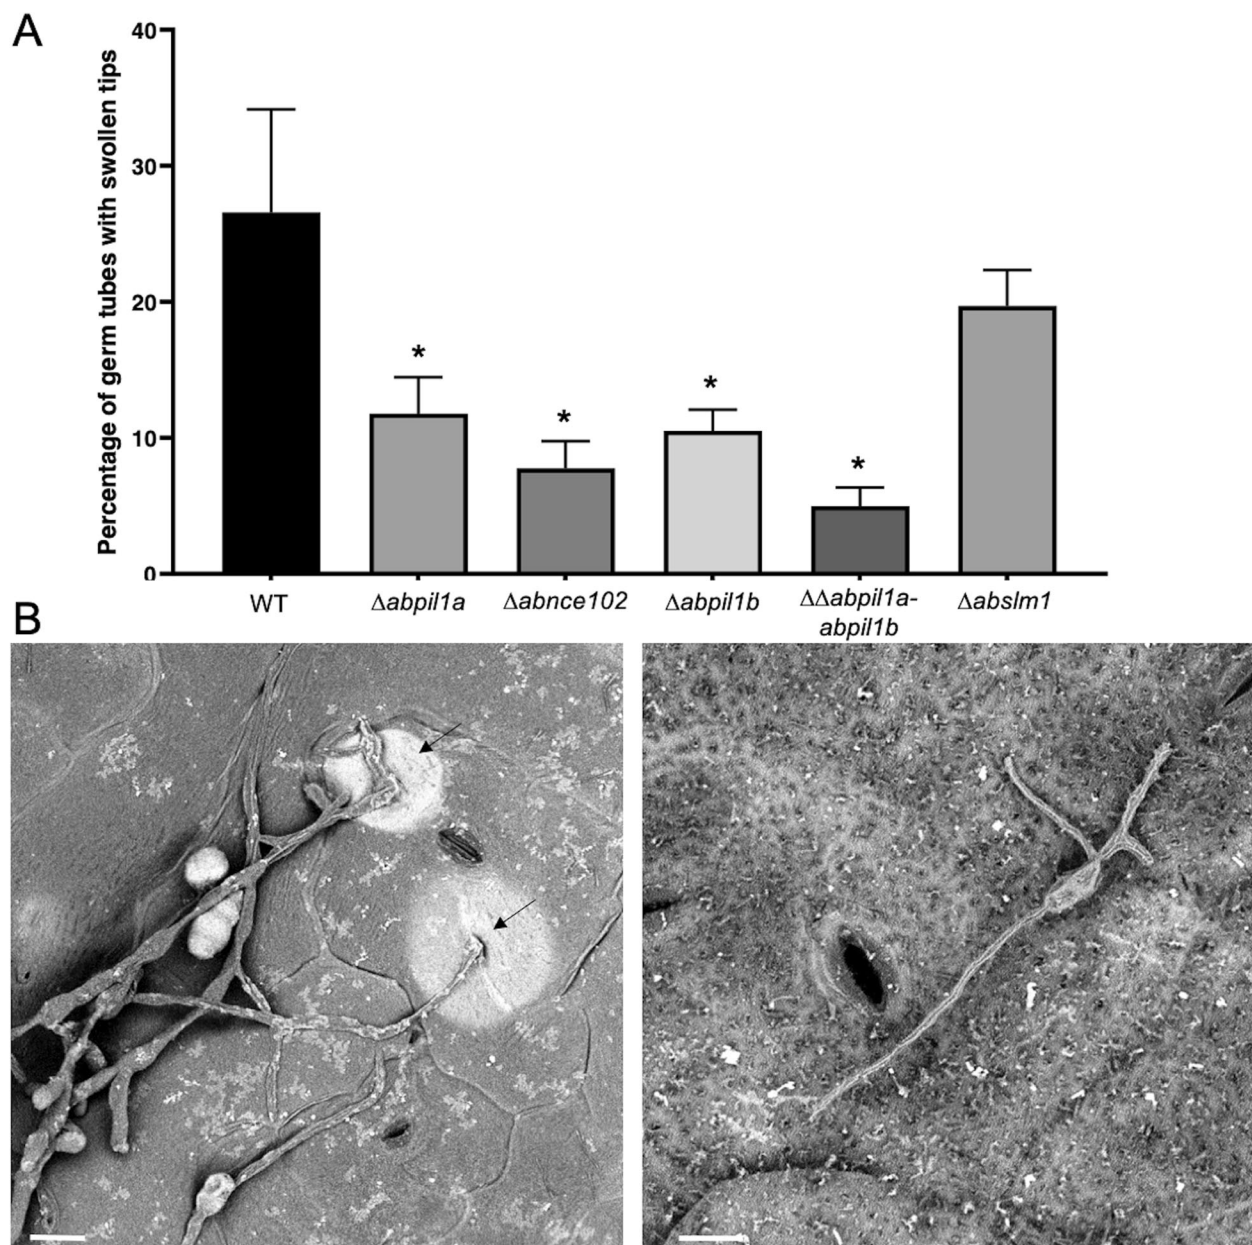 A
Percentage of germ tubes with swollen tips
40
30
20
10
0
*
*
*
*
WT
Δabpil1a
Δabnce102
Δabpil1b
ΔΔabpil1a-
abpil1b
Δabslm1
B